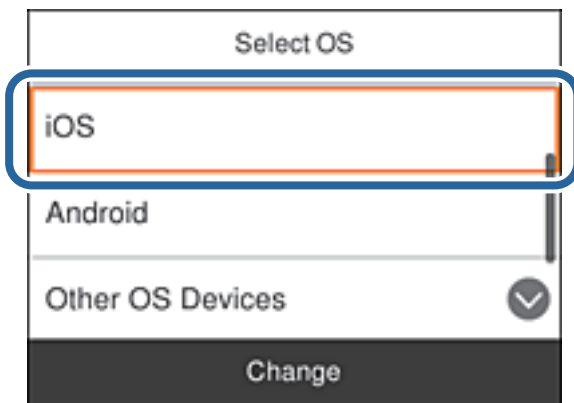 Select OS
iOS
Android
Other OS Devices
Change